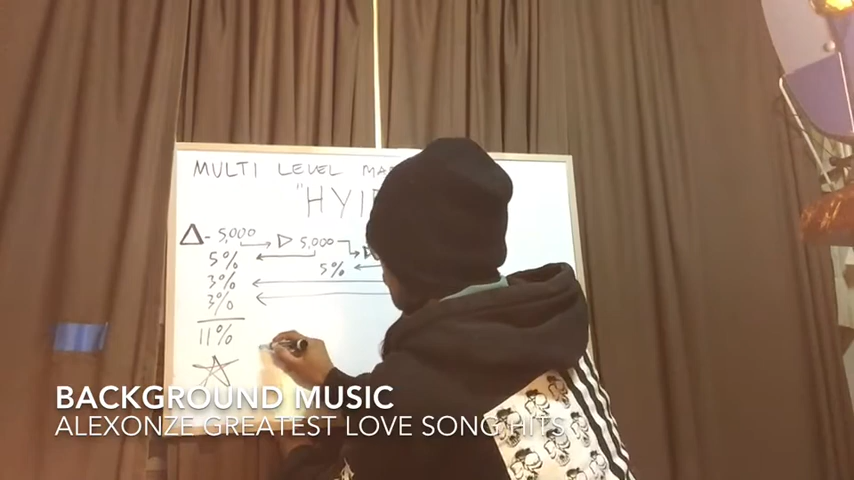 MULTI LEVEL
"HYI
- 5,000 5,000
5% 5%
3%
3%
11%
BACKGROUND MUSIC
ALEXONZE GREATEST LOVE SONG HITS